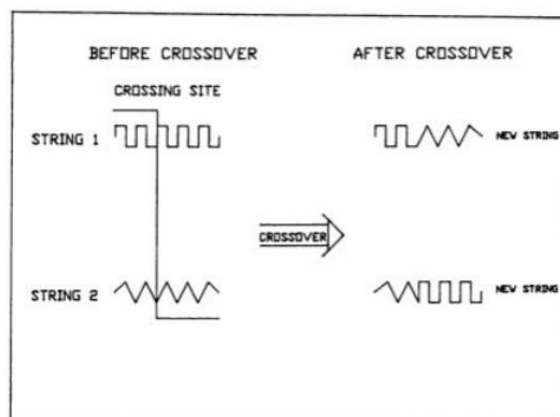 BEFORE CROSSOVER
AFTER CROSSOVER
CROSSING SITE
STRING 1
NEW STRING
CROSSOVER
STRING 2
NEW STRING